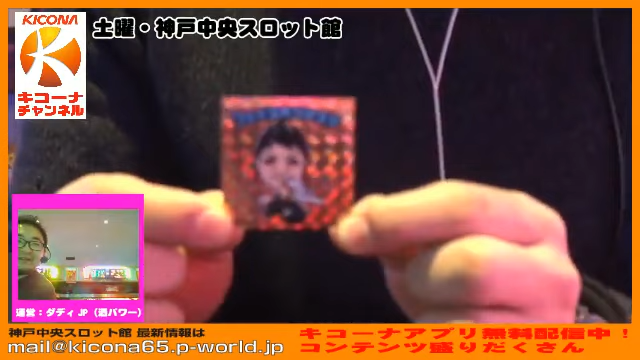 KICONA
キコーナ
チャンネル
土曜・神戸中央スロット館
運営：ダディJP（酒パワー）
神戸中央スロット館 最新情報は
mail@kicona65.p-world.jp
キコーナアプリ無料配信中！
コンテンツ盛りだくさん